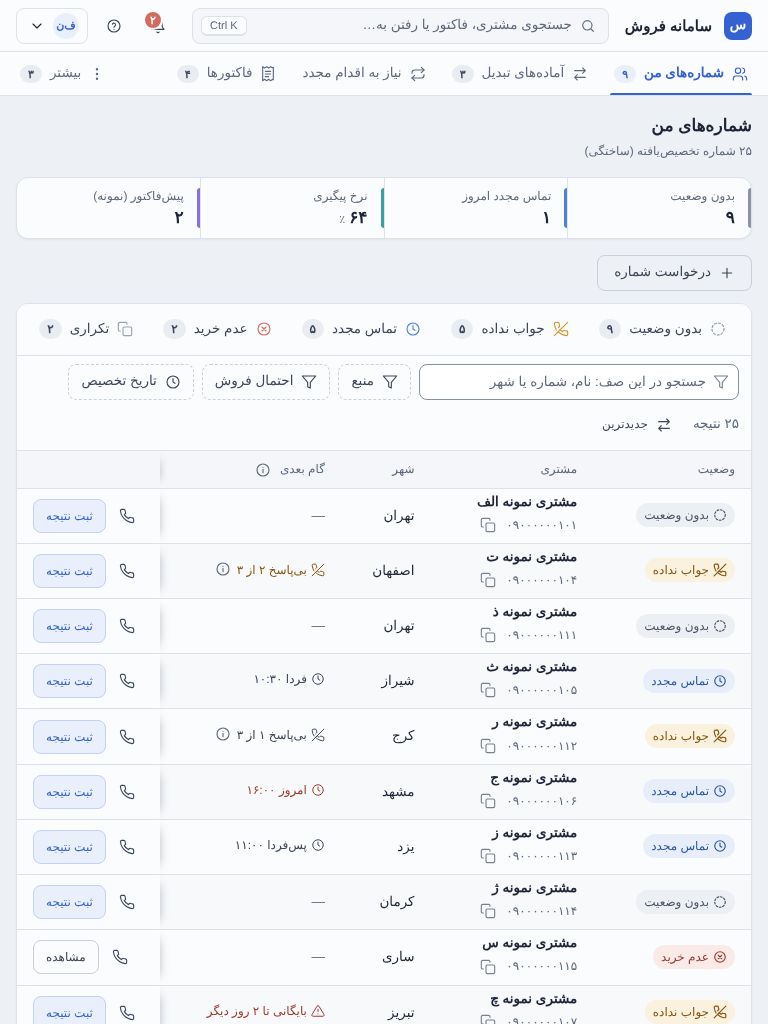 س سامانه فروش جستجوی مشتری، فاکتور یا رفتن به… Ctrl K ۲ ف‌ن
شماره‌های من ۹ آماده‌های تبدیل ۳ نیاز به اقدام مجدد فاکتورها ۴ بیشتر ۳
شماره‌های من
۲۵ شماره تخصیص‌یافته (ساختگی)
بدون وضعیت تماس مجدد امروز نرخ پیگیری پیش‌فاکتور (نمونه)
۹ ۱ ۶۴ ٪ ۲
درخواست شماره
بدون وضعیت ۹ جواب نداده ۵ تماس مجدد ۵ عدم خرید ۲ تکراری ۲
جستجو در این صف: نام، شماره یا شهر منبع احتمال فروش تاریخ تخصیص
۲۵ نتیجه جدیدترین
وضعیت مشتری شهر گام بعدی
بدون وضعیت مشتری نمونه الف ۰۹۰۰۰۰۰۰۱۰۱ تهران — ثبت نتیجه
جواب نداده مشتری نمونه ت ۰۹۰۰۰۰۰۰۱۰۴ اصفهان بی‌پاسخ ۲ از ۳ ثبت نتیجه
بدون وضعیت مشتری نمونه ذ ۰۹۰۰۰۰۰۰۱۱۱ تهران — ثبت نتیجه
تماس مجدد مشتری نمونه ث ۰۹۰۰۰۰۰۰۱۰۵ شیراز فردا ۱۰:۳۰ ثبت نتیجه
جواب نداده مشتری نمونه ر ۰۹۰۰۰۰۰۰۱۱۲ کرج بی‌پاسخ ۱ از ۳ ثبت نتیجه
تماس مجدد مشتری نمونه ج ۰۹۰۰۰۰۰۰۱۰۶ مشهد امروز ۱۶:۰۰ ثبت نتیجه
تماس مجدد مشتری نمونه ز ۰۹۰۰۰۰۰۰۱۱۳ یزد پس‌فردا ۱۱:۰۰ ثبت نتیجه
بدون وضعیت مشتری نمونه ژ ۰۹۰۰۰۰۰۰۱۱۴ کرمان — ثبت نتیجه
عدم خرید مشتری نمونه س ۰۹۰۰۰۰۰۰۱۱۵ ساری — مشاهده
جواب نداده مشتری نمونه چ ۰۹۰۰۰۰۰۰۱۰۷ تبریز بایگانی تا ۲ روز دیگر ثبت نتیجه